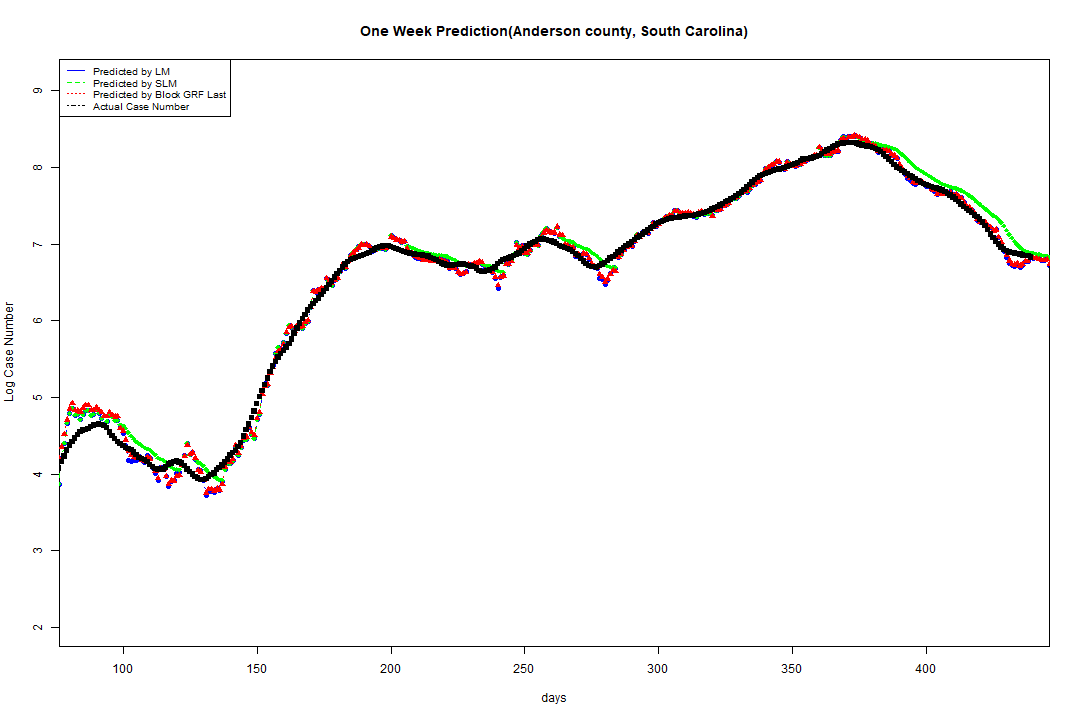 One Week Prediction(Anderson county, South Carolina)
Predicted by LM
Predicted by SLM
Predicted by Block GRF Last
Actual Case Number
Log Case Number
9
8
7
6
5
4
3
2
100 150 200 250 300 350 400
days